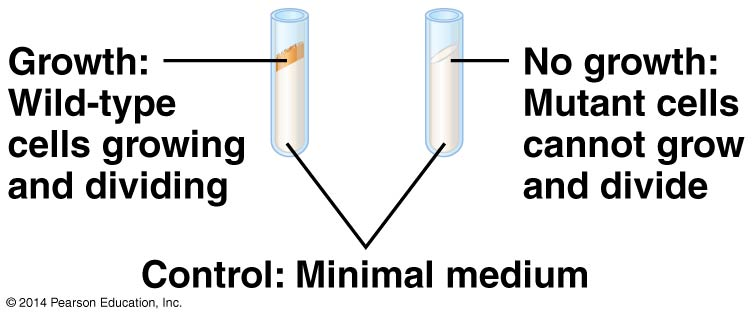 Growth:
Wild-type
cells growing
and dividing
No growth:
Mutant cells
cannot grow
and divide
Control: Minimal medium
© 2014 Pearson Education, Inc.